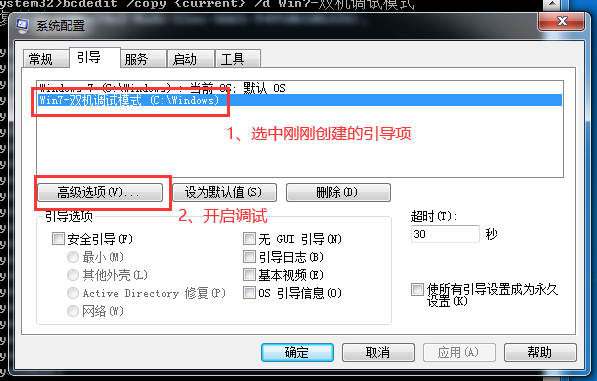 ystem32>bcdedit /copy {current} /d Win7-双机调试模式
系统配置
常规 引导 服务 启动 工具
Windows 7 (C:\Windows) : 当前 OS; 默认 OS
Win7-双机调试模式 (C:\Windows)
1、选中刚刚创建的引导项
高级选项(V)... 设为默认值(S) 删除(D)
2、开启调试
引导选项
超时(T):
安全引导(F) 无 GUI 引导(N)
30 秒
最小(M) 引导日志(B)
其他外壳(L) 基本视频(E)
Active Directory 修复(P) OS 引导信息(O)
使所有引导设置成为永久
设置(K)
网络(W)
确定 取消 应用(A) 帮助